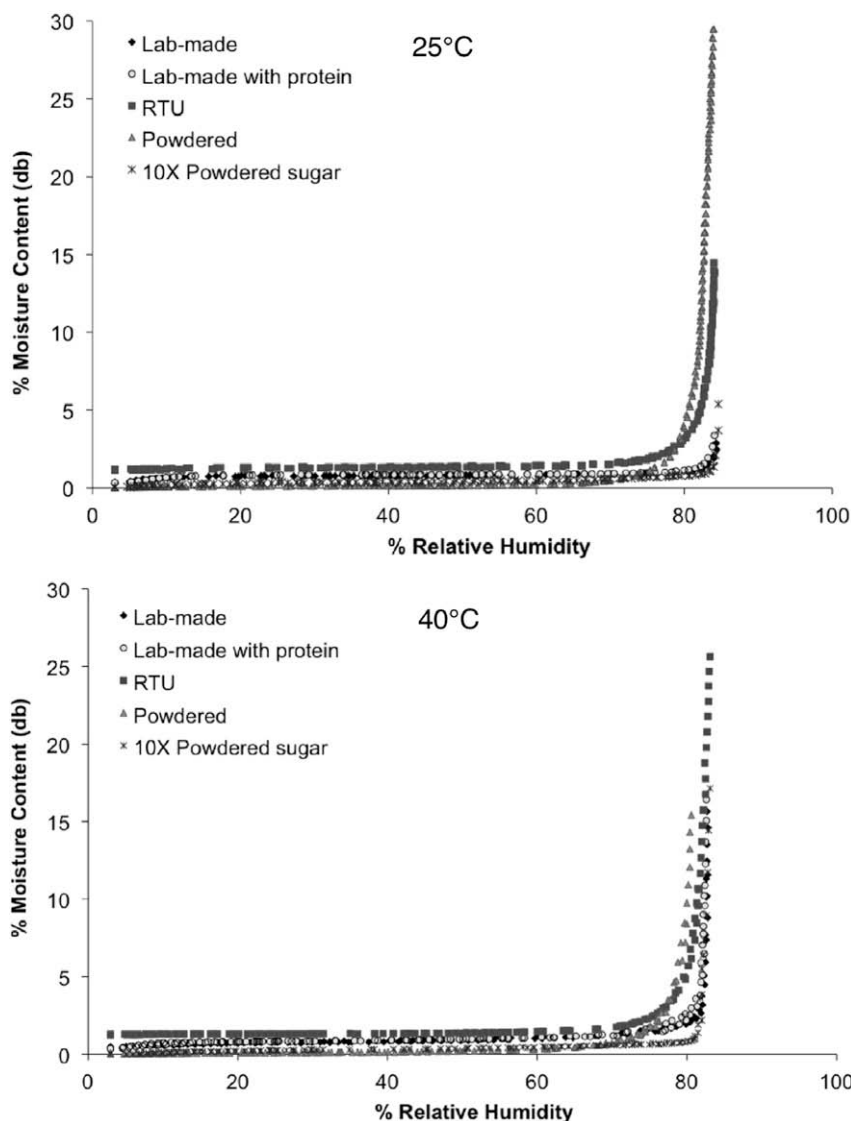 30
25
20
15
10
5
0
% Moisture Content (db)
25°C
Lab-made
Lab-made with protein
RTU
Powdered
10X Powdered sugar
0 20 40 60 80 100
% Relative Humidity
30
25
20
15
10
5
0
% Moisture Content (db)
40°C
Lab-made
Lab-made with protein
RTU
Powdered
10X Powdered sugar
0 20 40 60 80 100
% Relative Humidity